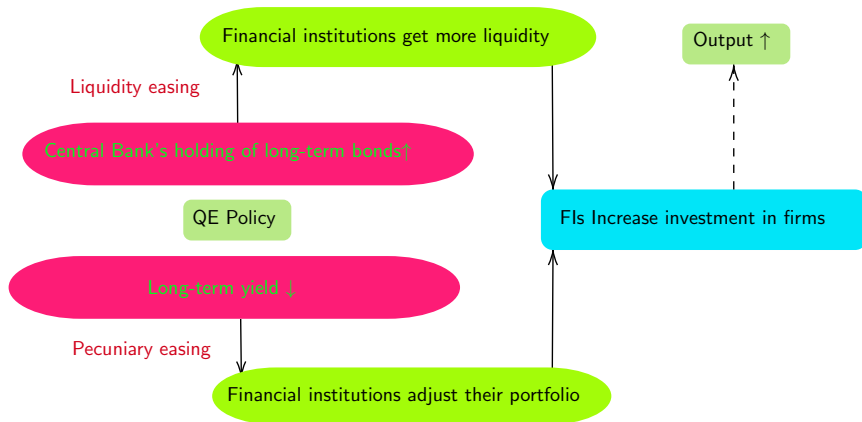 Financial institutions get more liquidity
Output ↑
Liquidity easing
Central Bank's holding of long-term bonds↑
QE Policy
FIs Increase investment in firms
Long-term yield ↓
Pecuniary easing
Financial institutions adjust their portfolio